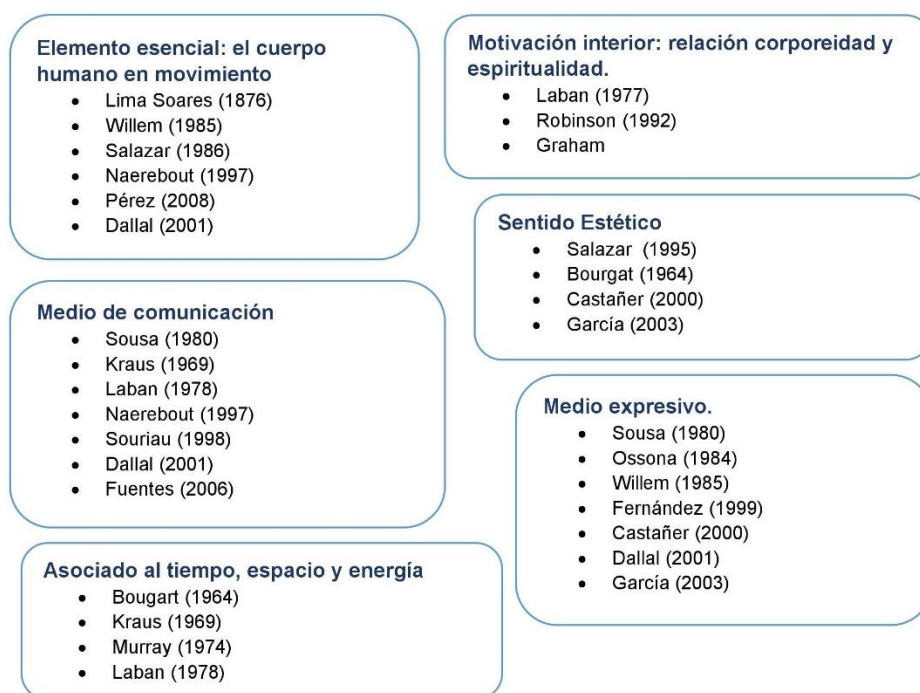 Elemento esencial: el cuerpo
humano en movimiento
• Lima Soares (1876)
• Willem (1985)
• Salazar (1986)
• Naerebout (1997)
• Pérez (2008)
• Dallal (2001)
Motivación interior: relación corporeidad y
espiritualidad.
• Laban (1977)
• Robinson (1992)
• Graham
Sentido Estético
• Salazar (1995)
• Bourgat (1964)
• Castañer (2000)
• García (2003)
Medio de comunicación
• Sousa (1980)
• Kraus (1969)
• Laban (1978)
• Naerebout (1997)
• Souriau (1998)
• Dallal (2001)
• Fuentes (2006)
Medio expresivo.
• Sousa (1980)
• Ossona (1984)
• Willem (1985)
• Fernández (1999)
• Castañer (2000)
• Dallal (2001)
• García (2003)
Asociado al tiempo, espacio y energía
• Bougart (1964)
• Kraus (1969)
• Murray (1974)
• Laban (1978)